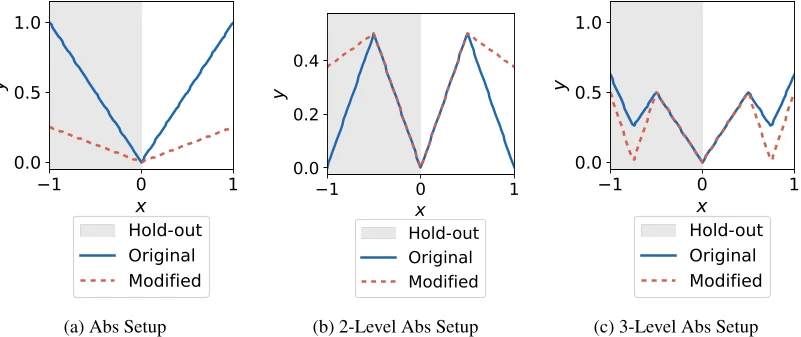 1.0
0.5
0.0
y
−1 0 1
x
Hold-out
Original
Modified
(a) Abs Setup
0.4
0.2
0.0
y
−1 0 1
x
Hold-out
Original
Modified
(b) 2-Level Abs Setup
1.0
0.5
0.0
y
−1 0 1
x
Hold-out
Original
Modified
(c) 3-Level Abs Setup